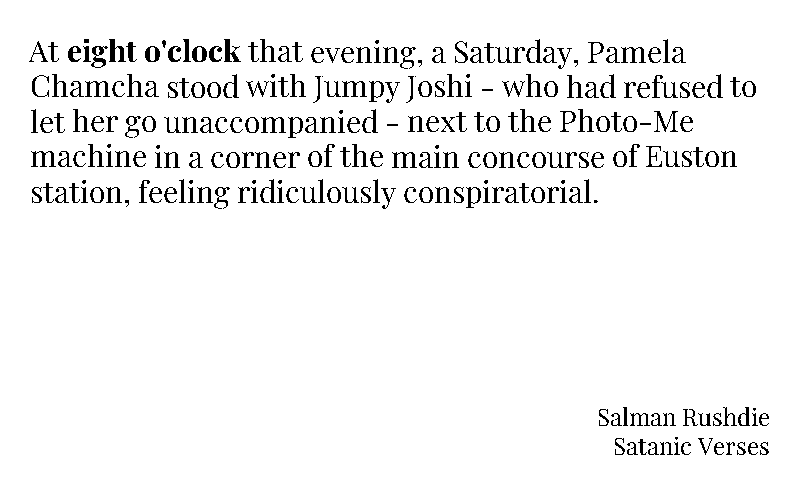 At eight o'clock that evening, a Saturday, Pamela
Chamcha stood with Jumpy Joshi - who had refused to
let her go unaccompanied - next to the Photo-Me
machine in a corner of the main concourse of Euston
station, feeling ridiculously conspiratorial.
Salman Rushdie
Satanic Verses